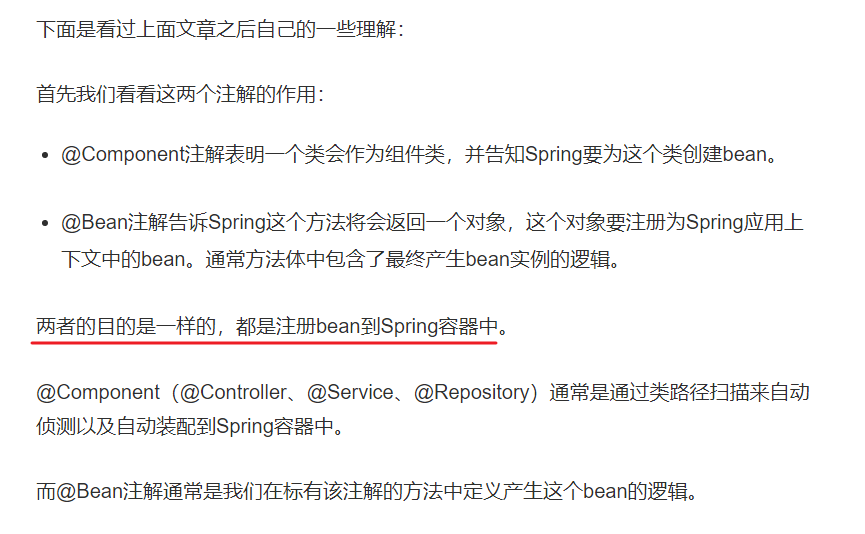 下面是看过上面文章之后自己的一些理解：
首先我们看看这两个注解的作用：
@Component注解表明一个类会作为组件类，并告知Spring要为这个类创建bean。
@Bean注解告诉Spring这个方法将会返回一个对象，这个对象要注册为Spring应用上
下文中的bean。通常方法体中包含了最终产生bean实例的逻辑。
两者的目的是一样的，都是注册bean到Spring容器中。
@Component（@Controller、@Service、@Repository）通常是通过类路径扫描来自动
侦测以及自动装配到Spring容器中。
而@Bean注解通常是我们在标有该注解的方法中定义产生这个bean的逻辑。